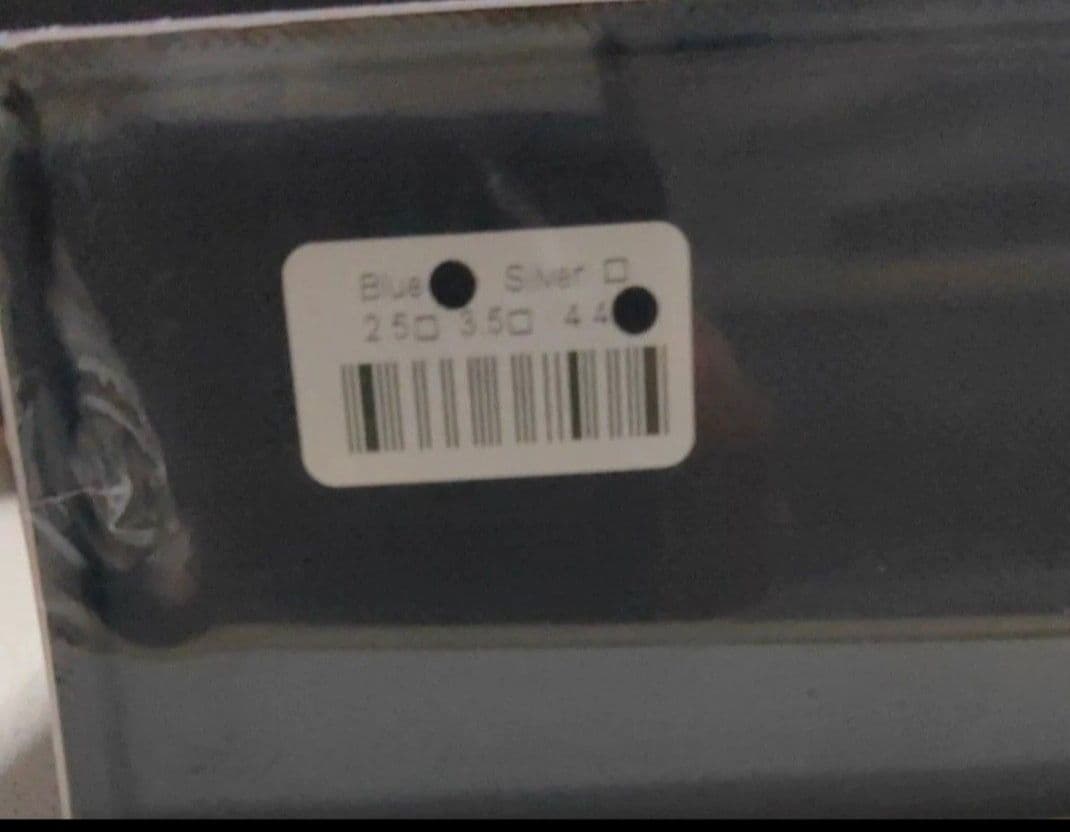 Blue ● Silver □
2.5□ 3.5□ 4.4●